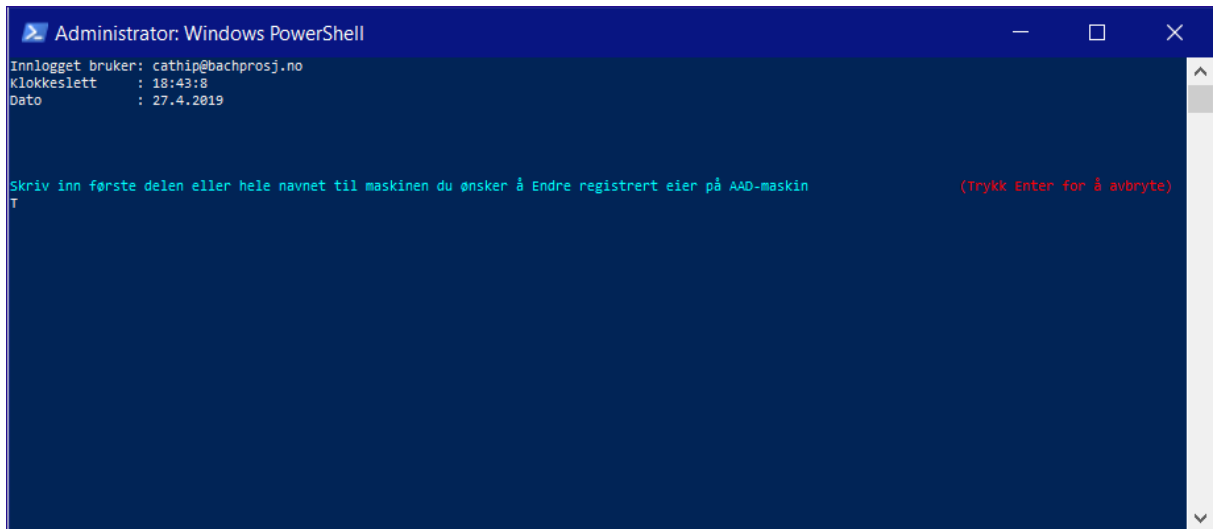 Administrator: Windows PowerShell
Innlogget bruker: cathip@bachprosj.no
Klokkeslett : 18:43:8
Dato : 27.4.2019
Skriv inn første delen eller hele navnet til maskinen du ønsker å Endre registrert eier på AAD-maskin (Trykk Enter for å avbryte)
T